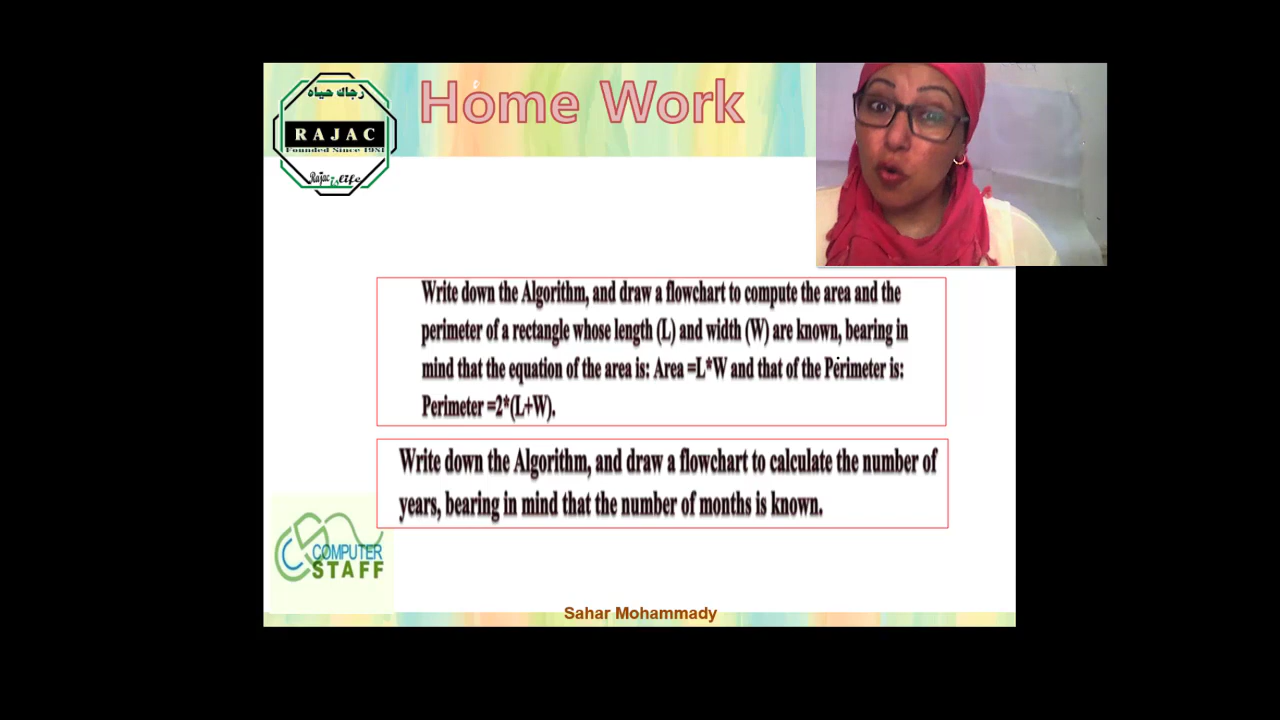 Home Work
رجاك حياه
RAJAC
Founded Since 1981
Rajac is Life
Write down the Algorithm, and draw a flowchart to compute the area and the
perimeter of a rectangle whose length (L) and width (W) are known, bearing in
mind that the equation of the area is: Area =L*W and that of the Perimeter is:
Perimeter =2*(L+W).
Write down the Algorithm, and draw a flowchart to calculate the number of
years, bearing in mind that the number of months is known.
COMPUTER
STAFF
Sahar Mohammady